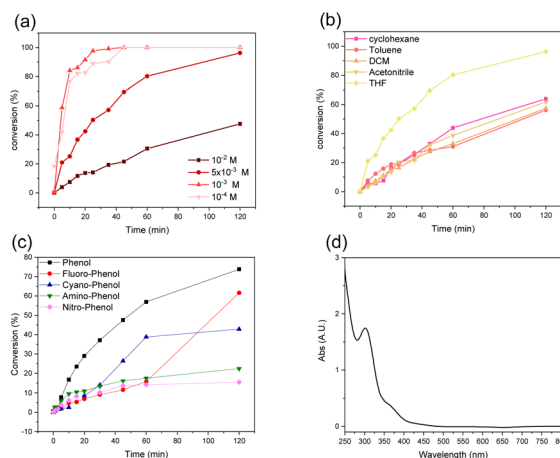 (a)
conversion (%)
100
80
60
40
20
0
10⁻² M
5x10⁻³ M
10⁻³ M
10⁻⁴ M
0 20 40 60 80 100 120
Time (min)
(b)
conversion (%)
100
80
60
40
20
0
cyclohexane
Toluene
DCM
Acetonitrile
THF
0 20 40 60 80 100 120
Time (min)
(c)
Conversion (%)
80
70
60
50
40
30
20
10
0
Phenol
Fluoro-Phenol
Cyano-Phenol
Amino-Phenol
Nitro-Phenol
0 20 40 60 80 100 120
Time (min)
(d)
Abs (A.U.)
3
2
1
0
250 300 350 400 450 500 550 600 650 700 750
Wavelength (nm)